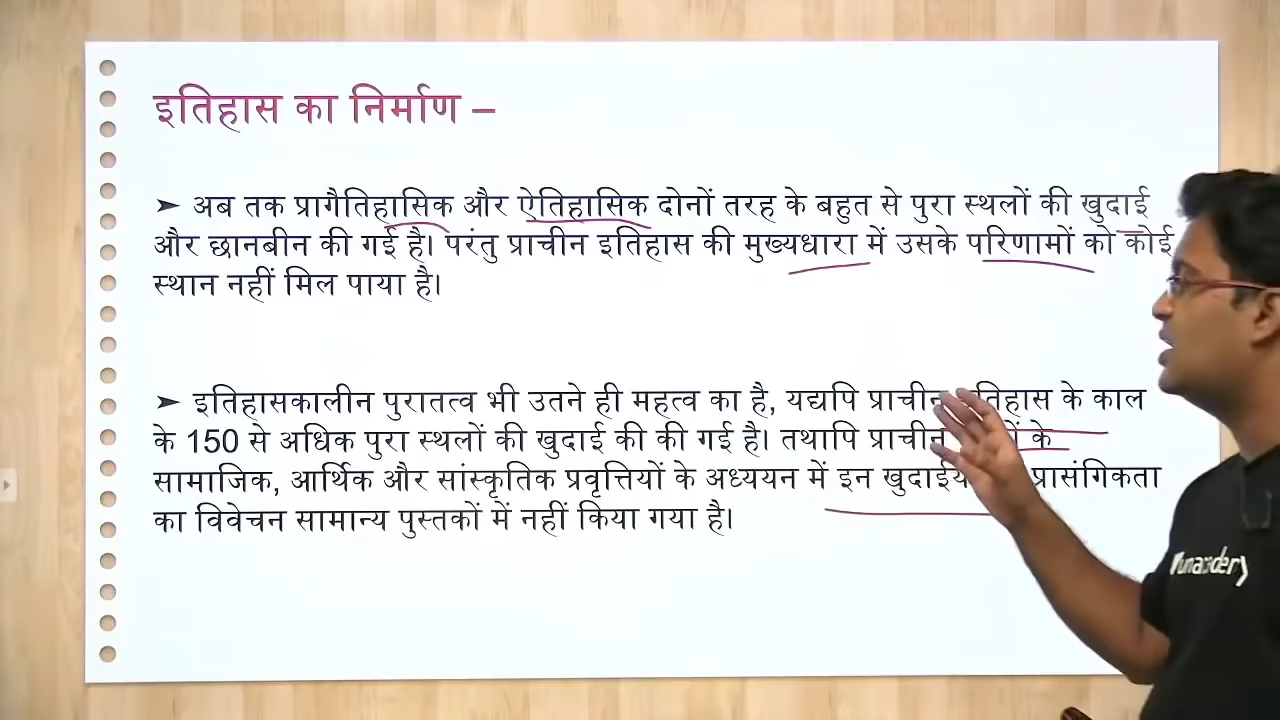 इतिहास का निर्माण –
➤ अब तक प्रागैतिहासिक और ऐतिहासिक दोनों तरह के बहुत से पुरा स्थलों की खुदाई
और छानबीन की गई है। परंतु प्राचीन इतिहास की मुख्यधारा में उसके परिणामों को कोई
स्थान नहीं मिल पाया है।
➤ इतिहासकालीन पुरातत्व भी उतने ही महत्व का है, यद्यपि प्राचीन इतिहास के काल
के 150 से अधिक पुरा स्थलों की खुदाई की की गई है। तथापि प्राचीन के
सामाजिक, आर्थिक और सांस्कृतिक प्रवृत्तियों के अध्ययन में इन प्रासंगिकता
का विवेचन सामान्य पुस्तकों में नहीं किया गया है।
unacademy